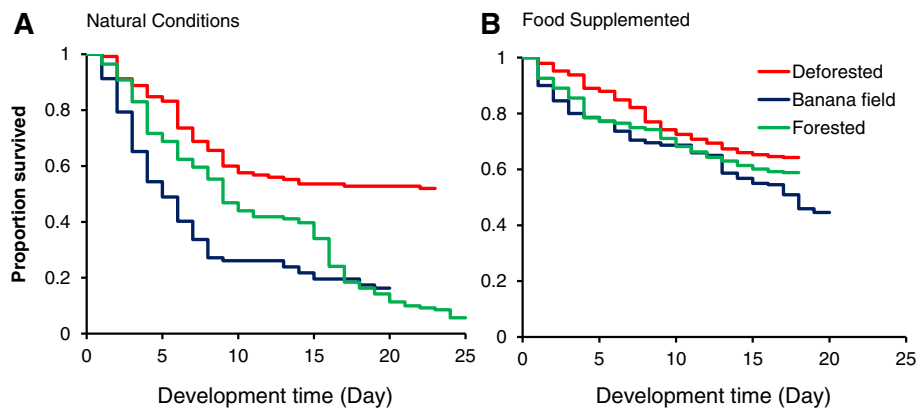 A Natural Conditions
Proportion survived
1
0.8
0.6
0.4
0.2
0
0 5 10 15 20 25
Development time (Day)
B Food Supplemented
Deforested
Banana field
Forested
1
0.8
0.6
0.4
0.2
0
0 5 10 15 20 25
Development time (Day)